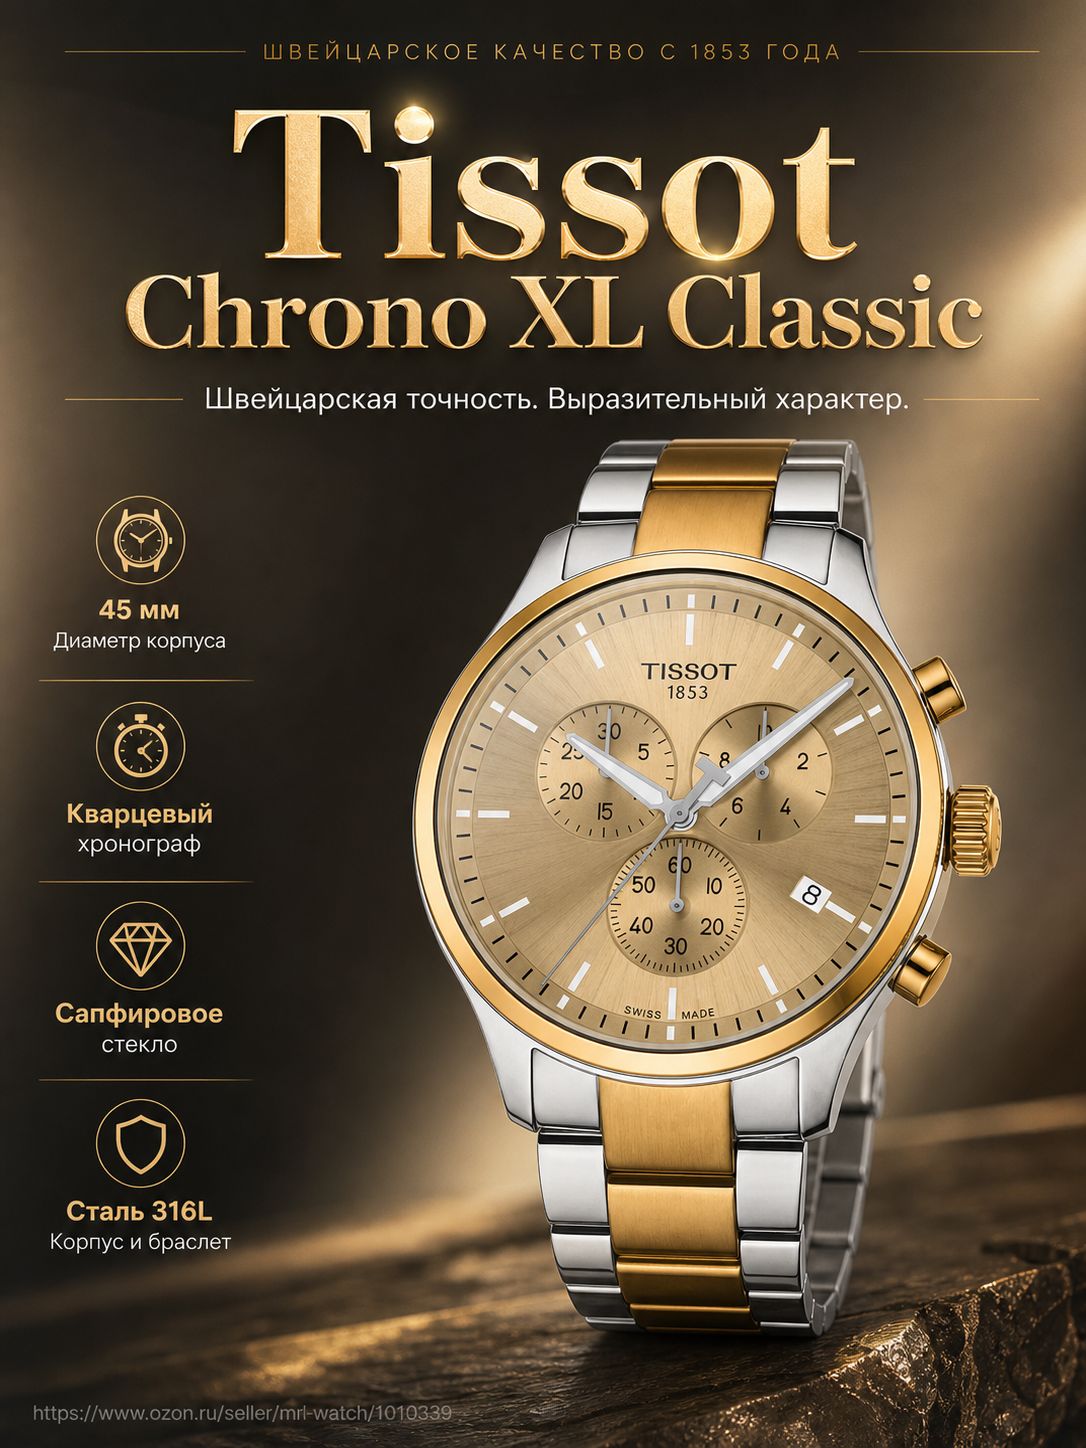 ШВЕЙЦАРСКОЕ КАЧЕСТВО С 1853 ГОДА
Tissot
Chrono XL Classic
Швейцарская точность. Выразительный характер.
45 мм
Диаметр корпуса
Кварцевый
хронограф
Сапфировое
стекло
Сталь 316L
Корпус и браслет
TISSOT
1853
30
5
15
20
25
10
2
4
6
8
60
10
20
30
40
50
8
SWISS MADE
https://www.ozon.ru/seller/mrl-watch/1010339